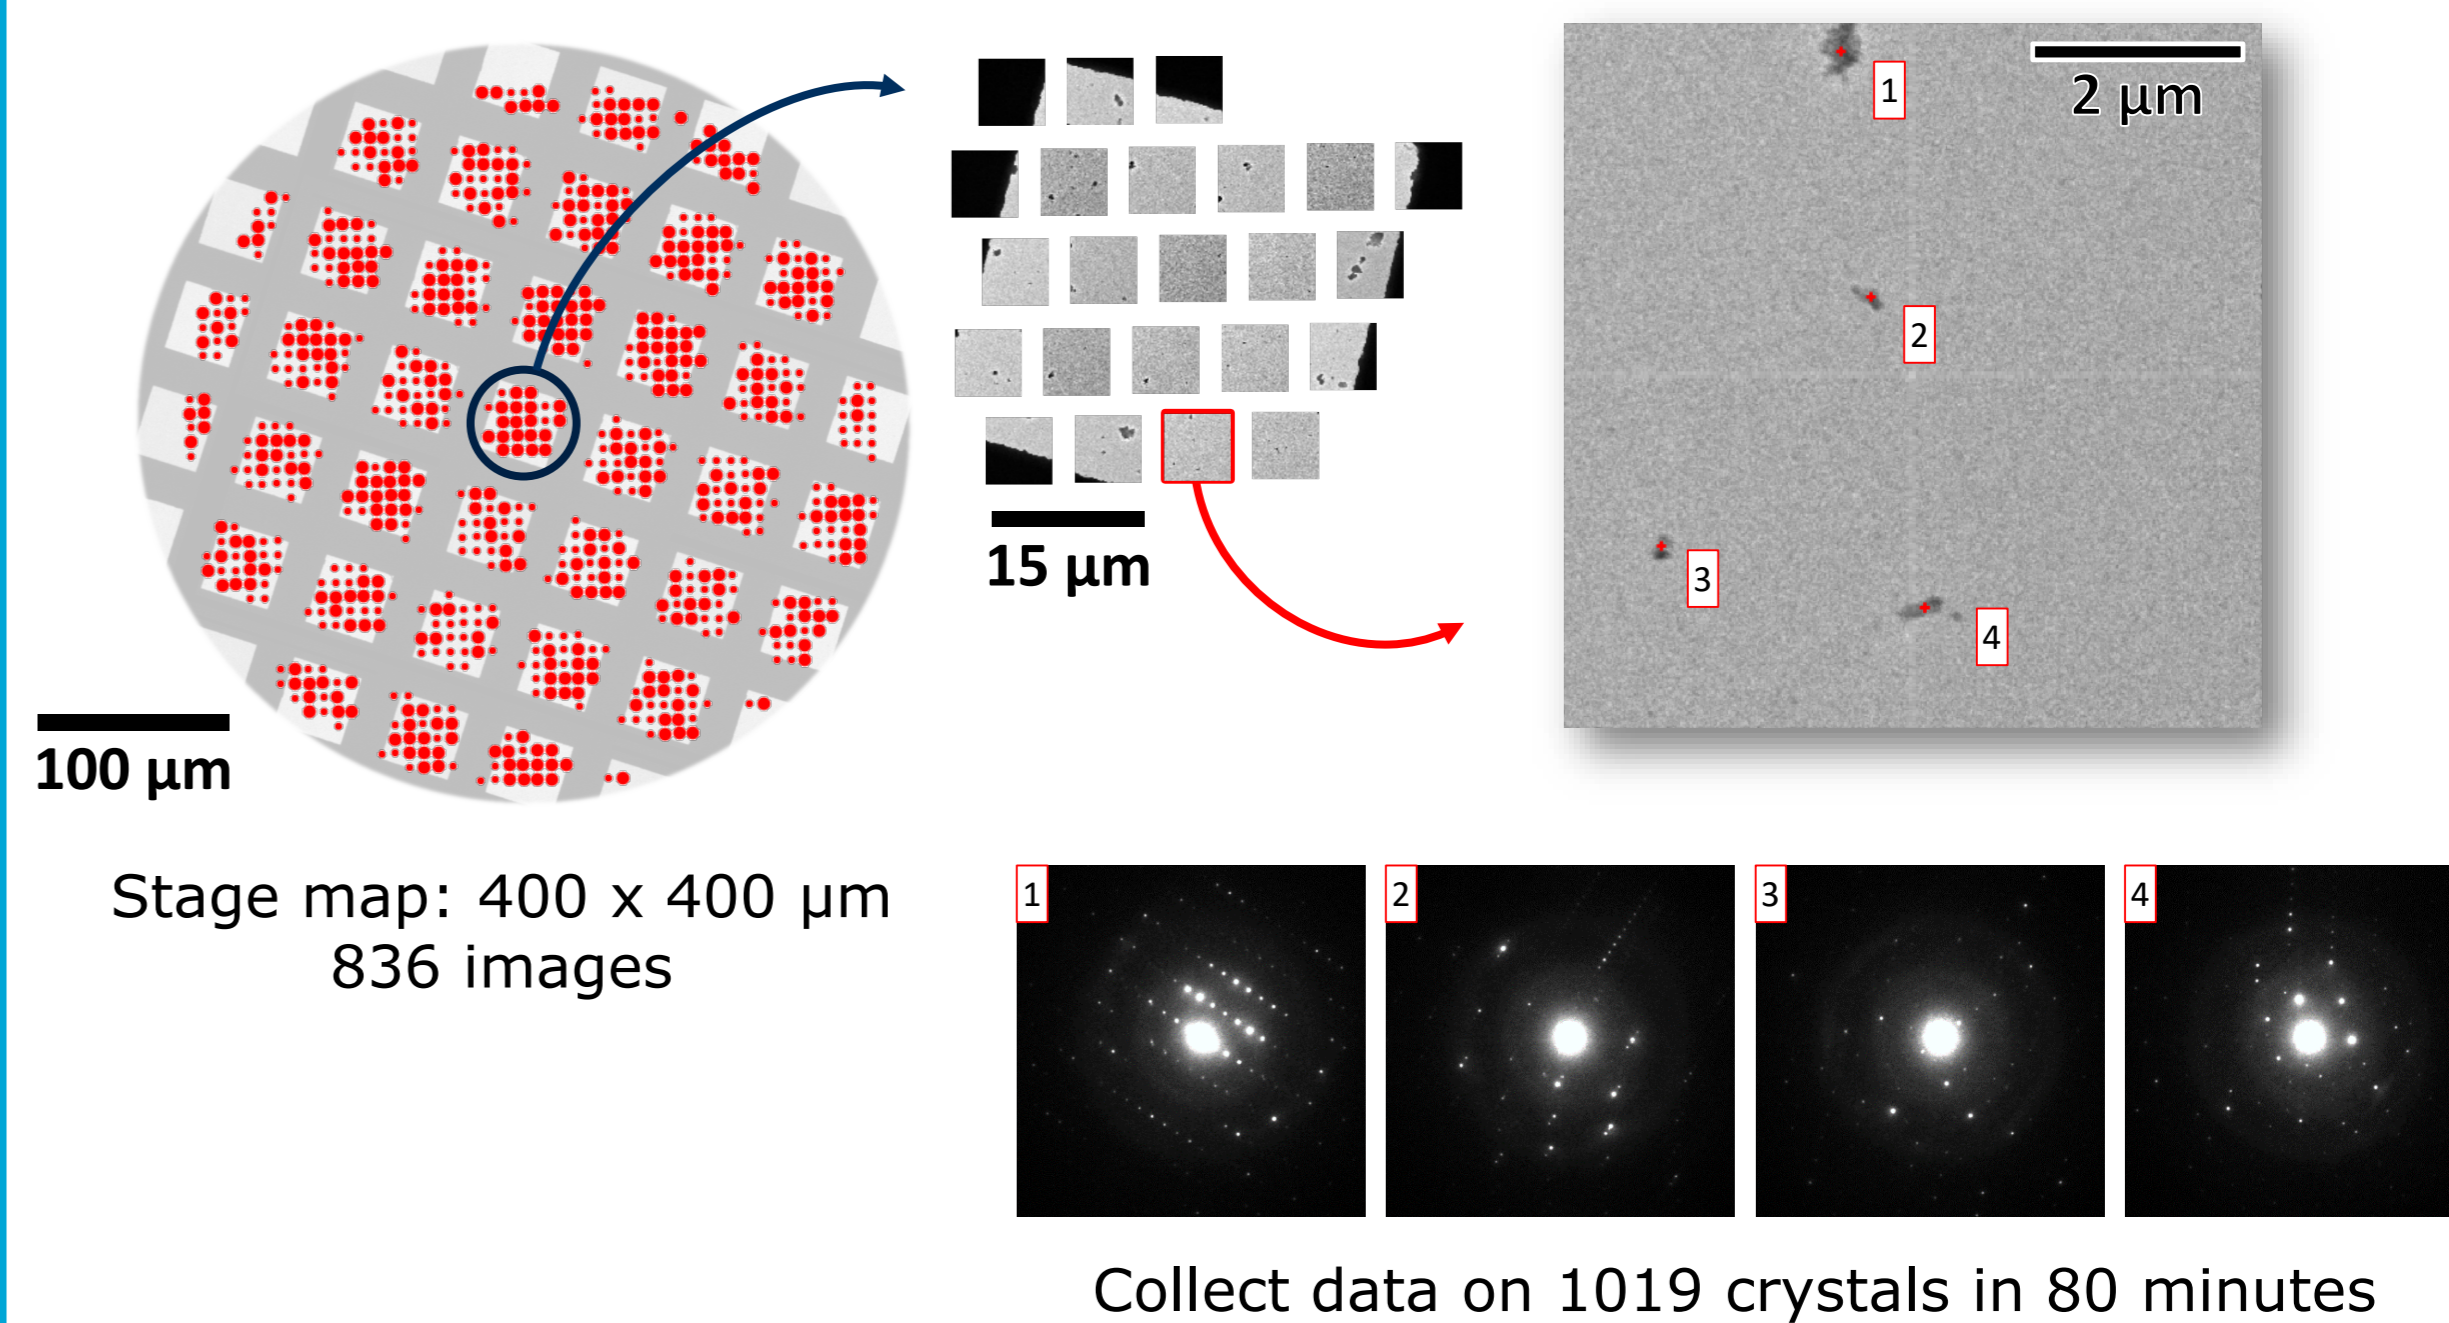 100 µm
Stage map: 400 x 400 µm
836 images
15 µm
2 µm
1
2
3
4
1
2
3
4
Collect data on 1019 crystals in 80 minutes